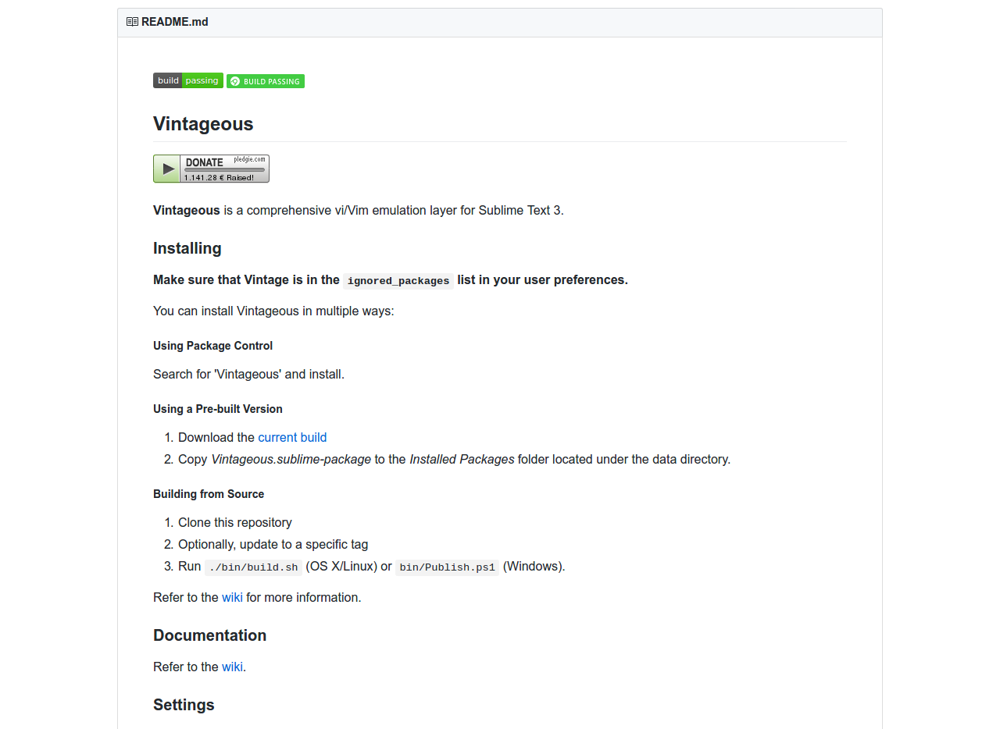 README.md
build passing BUILD PASSING
Vintageous
DONATE pledgie.com
1.141.28 € Raised!
Vintageous is a comprehensive vi/Vim emulation layer for Sublime Text 3.
Installing
Make sure that Vintage is in the ignored_packages list in your user preferences.
You can install Vintageous in multiple ways:
Using Package Control
Search for 'Vintageous' and install.
Using a Pre-built Version
1. Download the current build
2. Copy Vintageous.sublime-package to the Installed Packages folder located under the data directory.
Building from Source
1. Clone this repository
2. Optionally, update to a specific tag
3. Run ./bin/build.sh (OS X/Linux) or bin/Publish.ps1 (Windows).
Refer to the wiki for more information.
Documentation
Refer to the wiki.
Settings